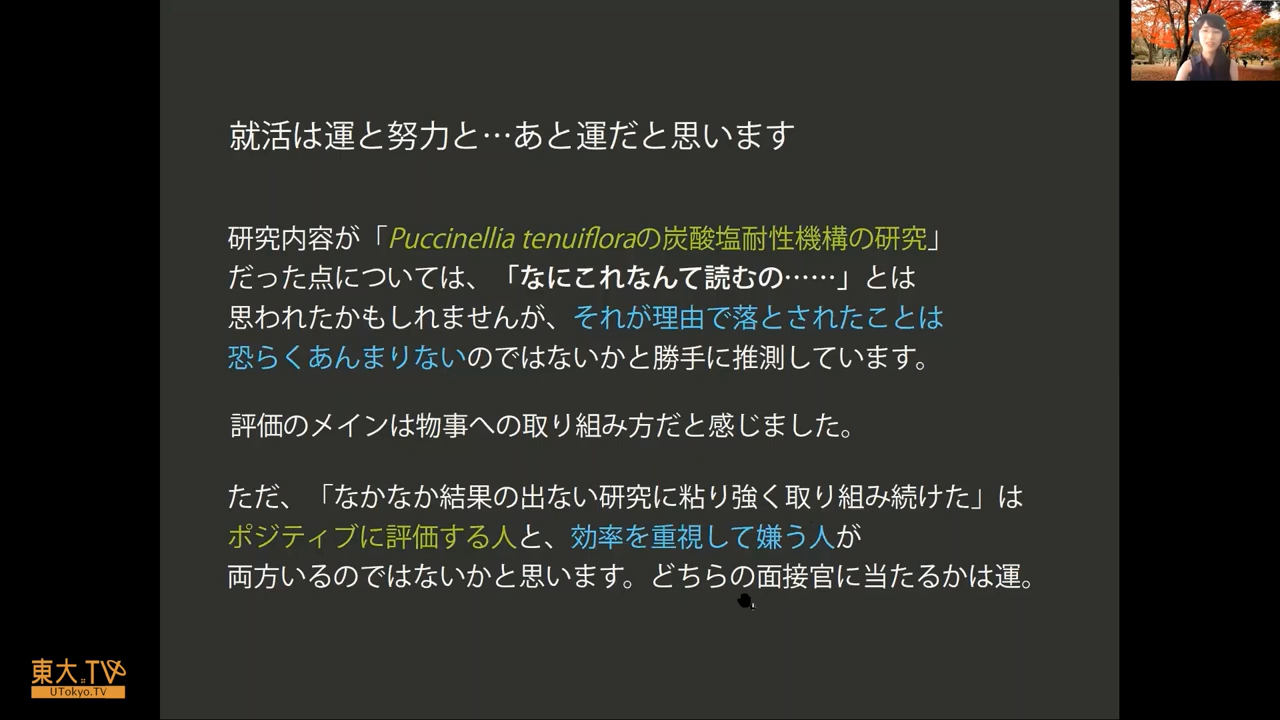 就活は運と努力と…あと運だと思います
研究内容が「Puccinellia tenuifloraの炭酸塩耐性機構の研究」
だった点については、「なにこれなんて読むの……」とは
思われたかもしれませんが、それが理由で落とされたことは
恐らくあんまりないのではないかと勝手に推測しています。
評価のメインは物事への取り組み方だと感じました。
ただ、「なかなか結果の出ない研究に粘り強く取り組み続けた」は
ポジティブに評価する人と、効率を重視して嫌う人が
両方いるのではないかと思います。どちらの面接官に当たるかは運。
東大.TV
UTokyo.TV